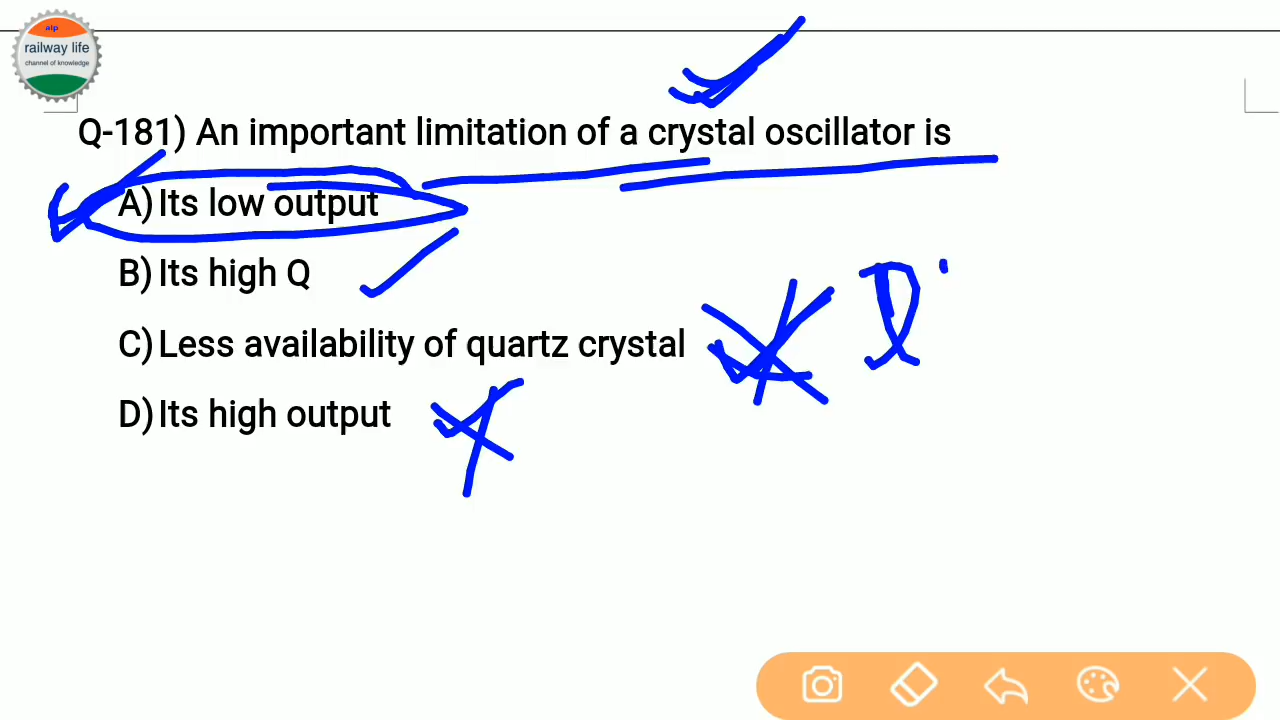 alp
railway life
channel of knowledge
Q-181) An important limitation of a crystal oscillator is
A) Its low output
B) Its high Q
C) Less availability of quartz crystal
D) Its high output